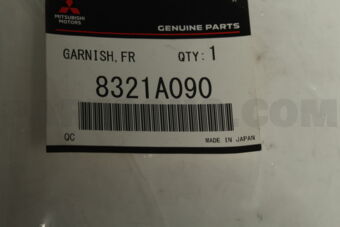 MITSUBISHI
MOTORS
GENUINE PARTS
GARNISH,FR QTY:1
8321A090
QC MADE IN JAPAN